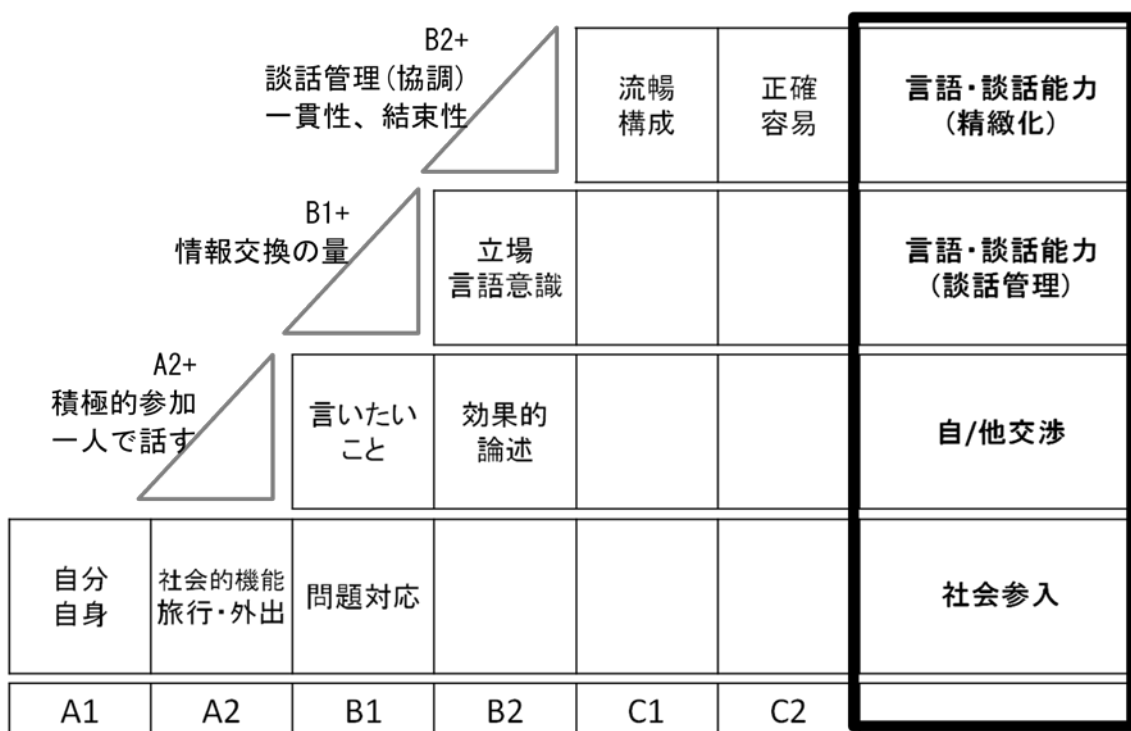 B2+
談話管理(協調)
一貫性、結束性
流暢
構成
正確
容易
言語・談話能力
(精緻化)
B1+
情報交換の量
立場
言語意識
言語・談話能力
(談話管理)
A2+
積極的参加
一人で話す
言いたい
こと
効果的
論述
自/他交渉
自分
自身
社会的機能
旅行・外出
問題対応
社会参入
A1
A2
B1
B2
C1
C2